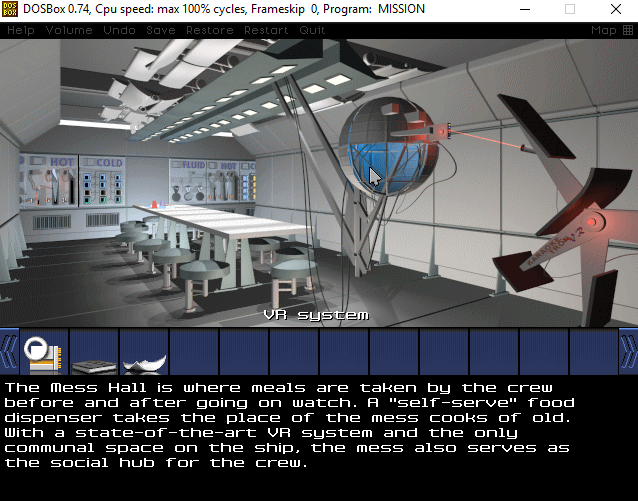 DOSBox 0.74, Cpu speed: max 100% cycles, Frameskip 0, Program: MISSION
Help Volume Undo Save Restore Restart Quit Map
HOT COLD FLUID HOT
VR system
The Mess Hall is where meals are taken by the crew
before and after going on watch. A "self-serve" food
dispenser takes the place of the mess cooks of old.
With a state-of-the-art VR system and the only
communal space on the ship, the mess also serves as
the social hub for the crew.